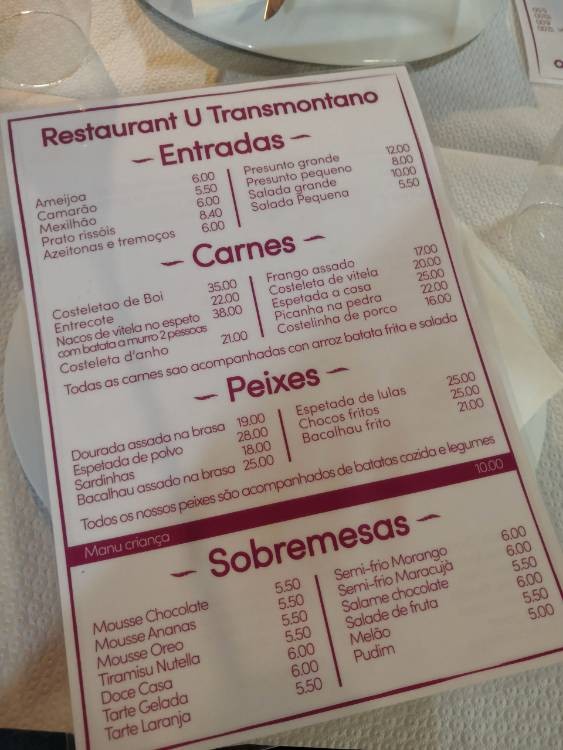 Restaurant U Transmontano
Entradas
Ameijoa 6.00
Camarão 5.50
Mexilhão 6.00
Prato rissóis 8.40
Azeitonas e tremoços 6.00
Presunto grande 12.00
Presunto pequeno 8.00
Salada grande 10.00
Salada Pequena 5.50
Carnes
Costeletao de Boi 35.00
Entrecote 22.00
Nacos de vitela no espeto 38.00
com batata a murro 2 pessoas
Costeleta d'anho 21.00
Frango assado 17.00
Costeleta de vitela 20.00
Espetada a casa 25.00
Picanha na pedra 22.00
Costelinha de porco 16.00
Todas as carnes sao acompanhadas con arroz batata frita e salada
Peixes
Dourada assada na brasa 19.00
Espetada de polvo 28.00
Sardinhas 18.00
Bacalhau assado na brasa 25.00
Espetada de lulas 25.00
Chocos fritos 25.00
Bacalhau frito 21.00
Todos os nossos peixes são acompanhados de batatas cozida e legumes
Manu criança 10.00
Sobremesas
Mousse Chocolate 5.50
Mousse Ananas 5.50
Mousse Oreo 5.50
Tiramisu Nutella 5.50
Doce Casa 6.00
Tarte Gelada 6.00
Tarte Laranja 5.50
Semi-frio Morango 6.00
Semi-frio Maracujá 6.00
Salame chocolate 5.50
Salade de fruta 6.00
Melão 5.50
Pudim 5.00